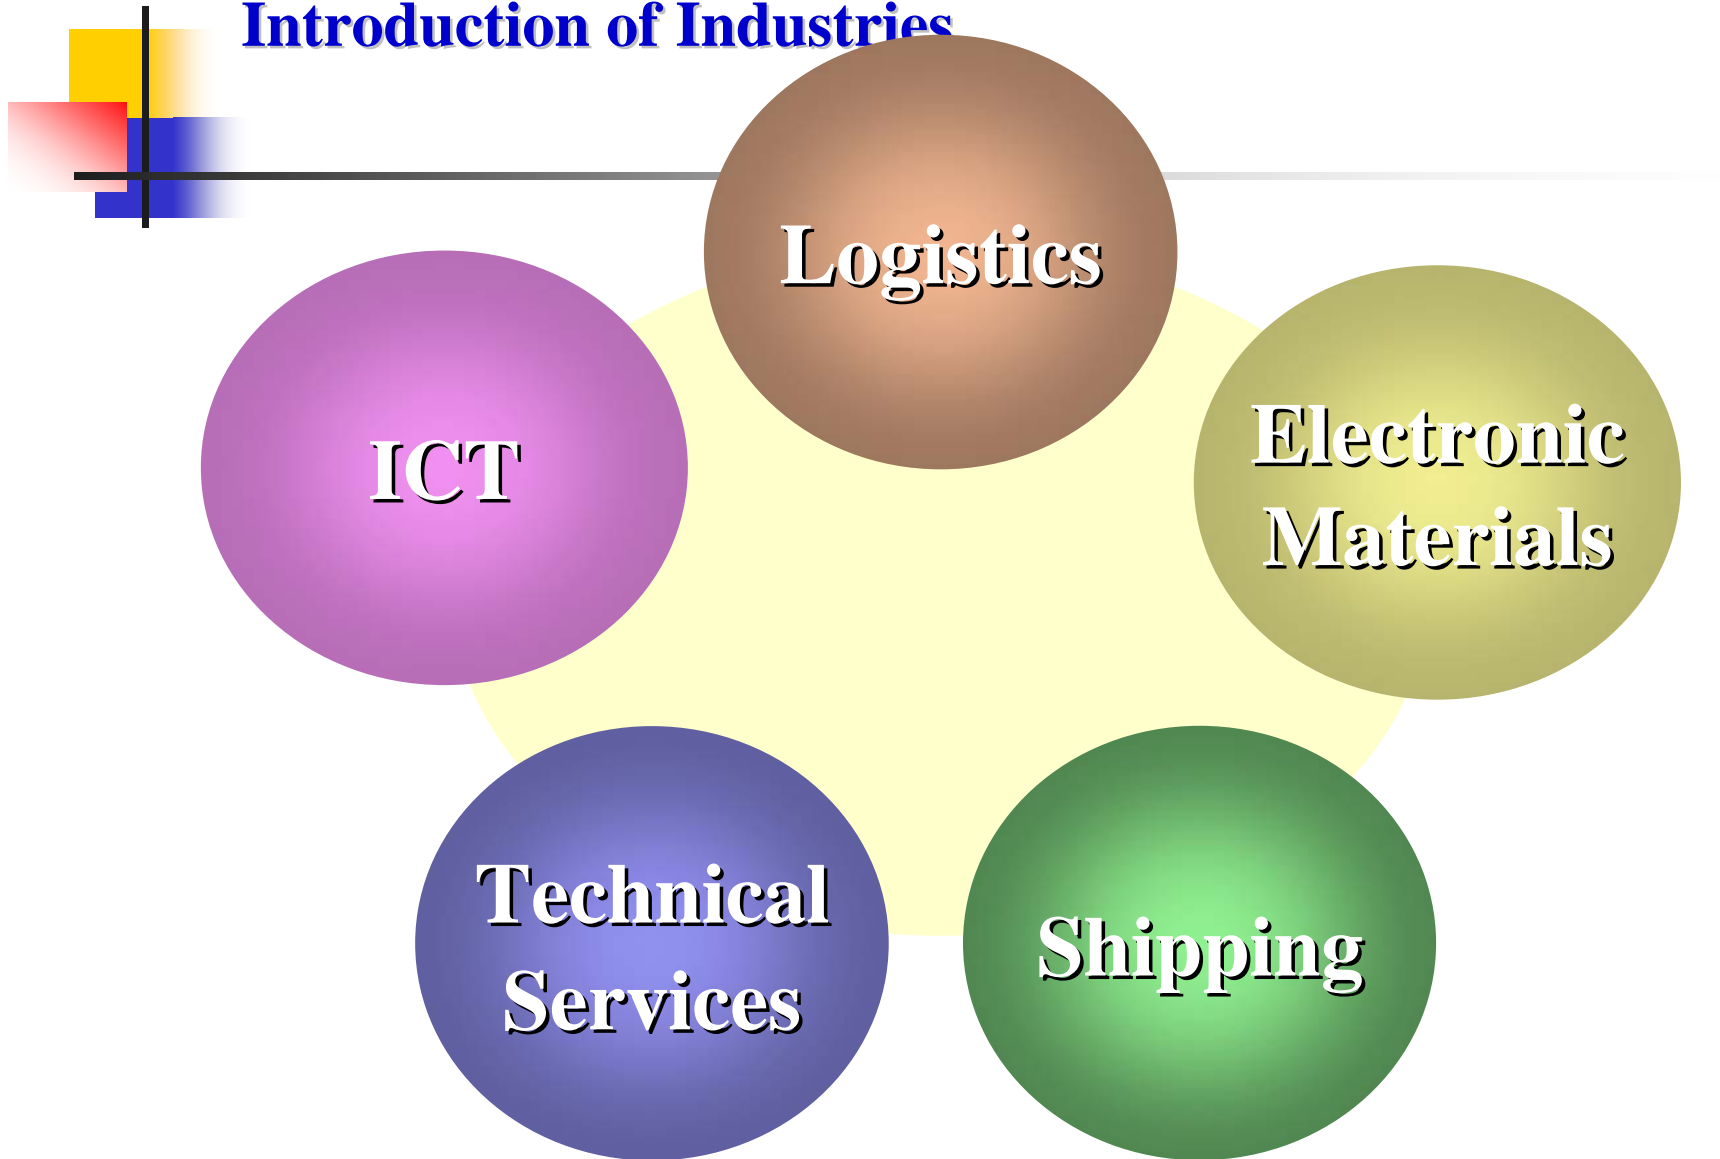 Introduction of Industries
Logistics
ICT
Electronic
Materials
Technical
Services
Shipping